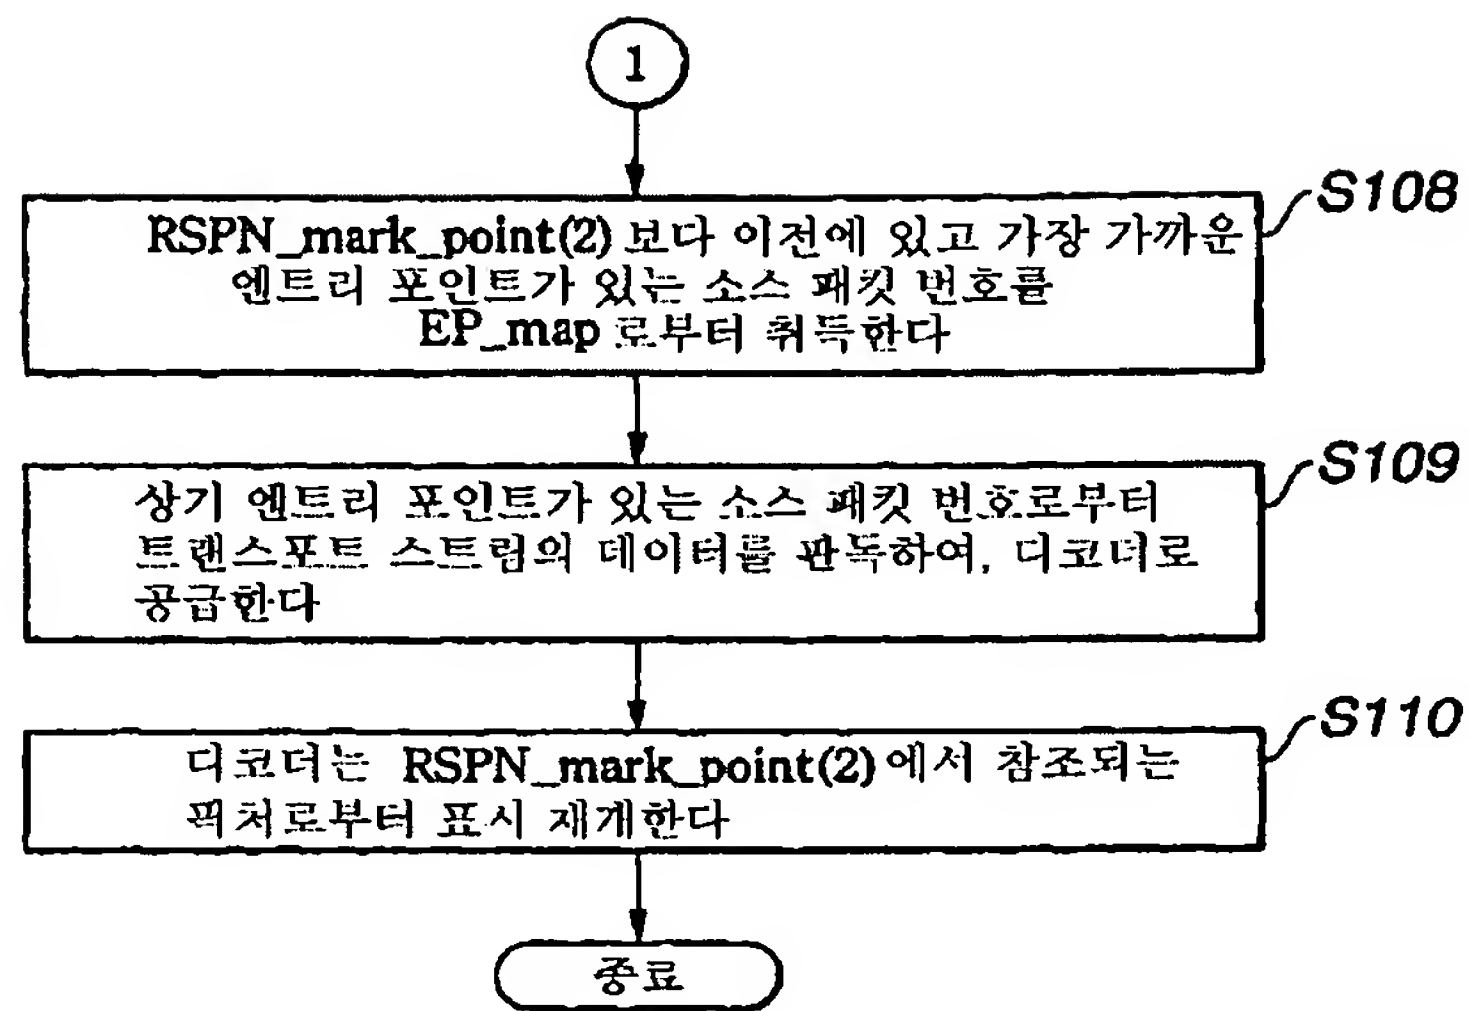 1
S108
RSPN_mark_point(2) 보다 이전에 있고 가장 가까운
엔트리 포인트가 있는 소스 패킷 번호를
EP_map 로부터 취득한다
S109
상기 엔트리 포인트가 있는 소스 패킷 번호로부터
트랜스포트 스트림의 데이터를 판독하여, 디코더로
공급한다
S110
디코더는 RSPN_mark_point(2) 에서 참조되는
픽처로부터 표시 재개한다
종료